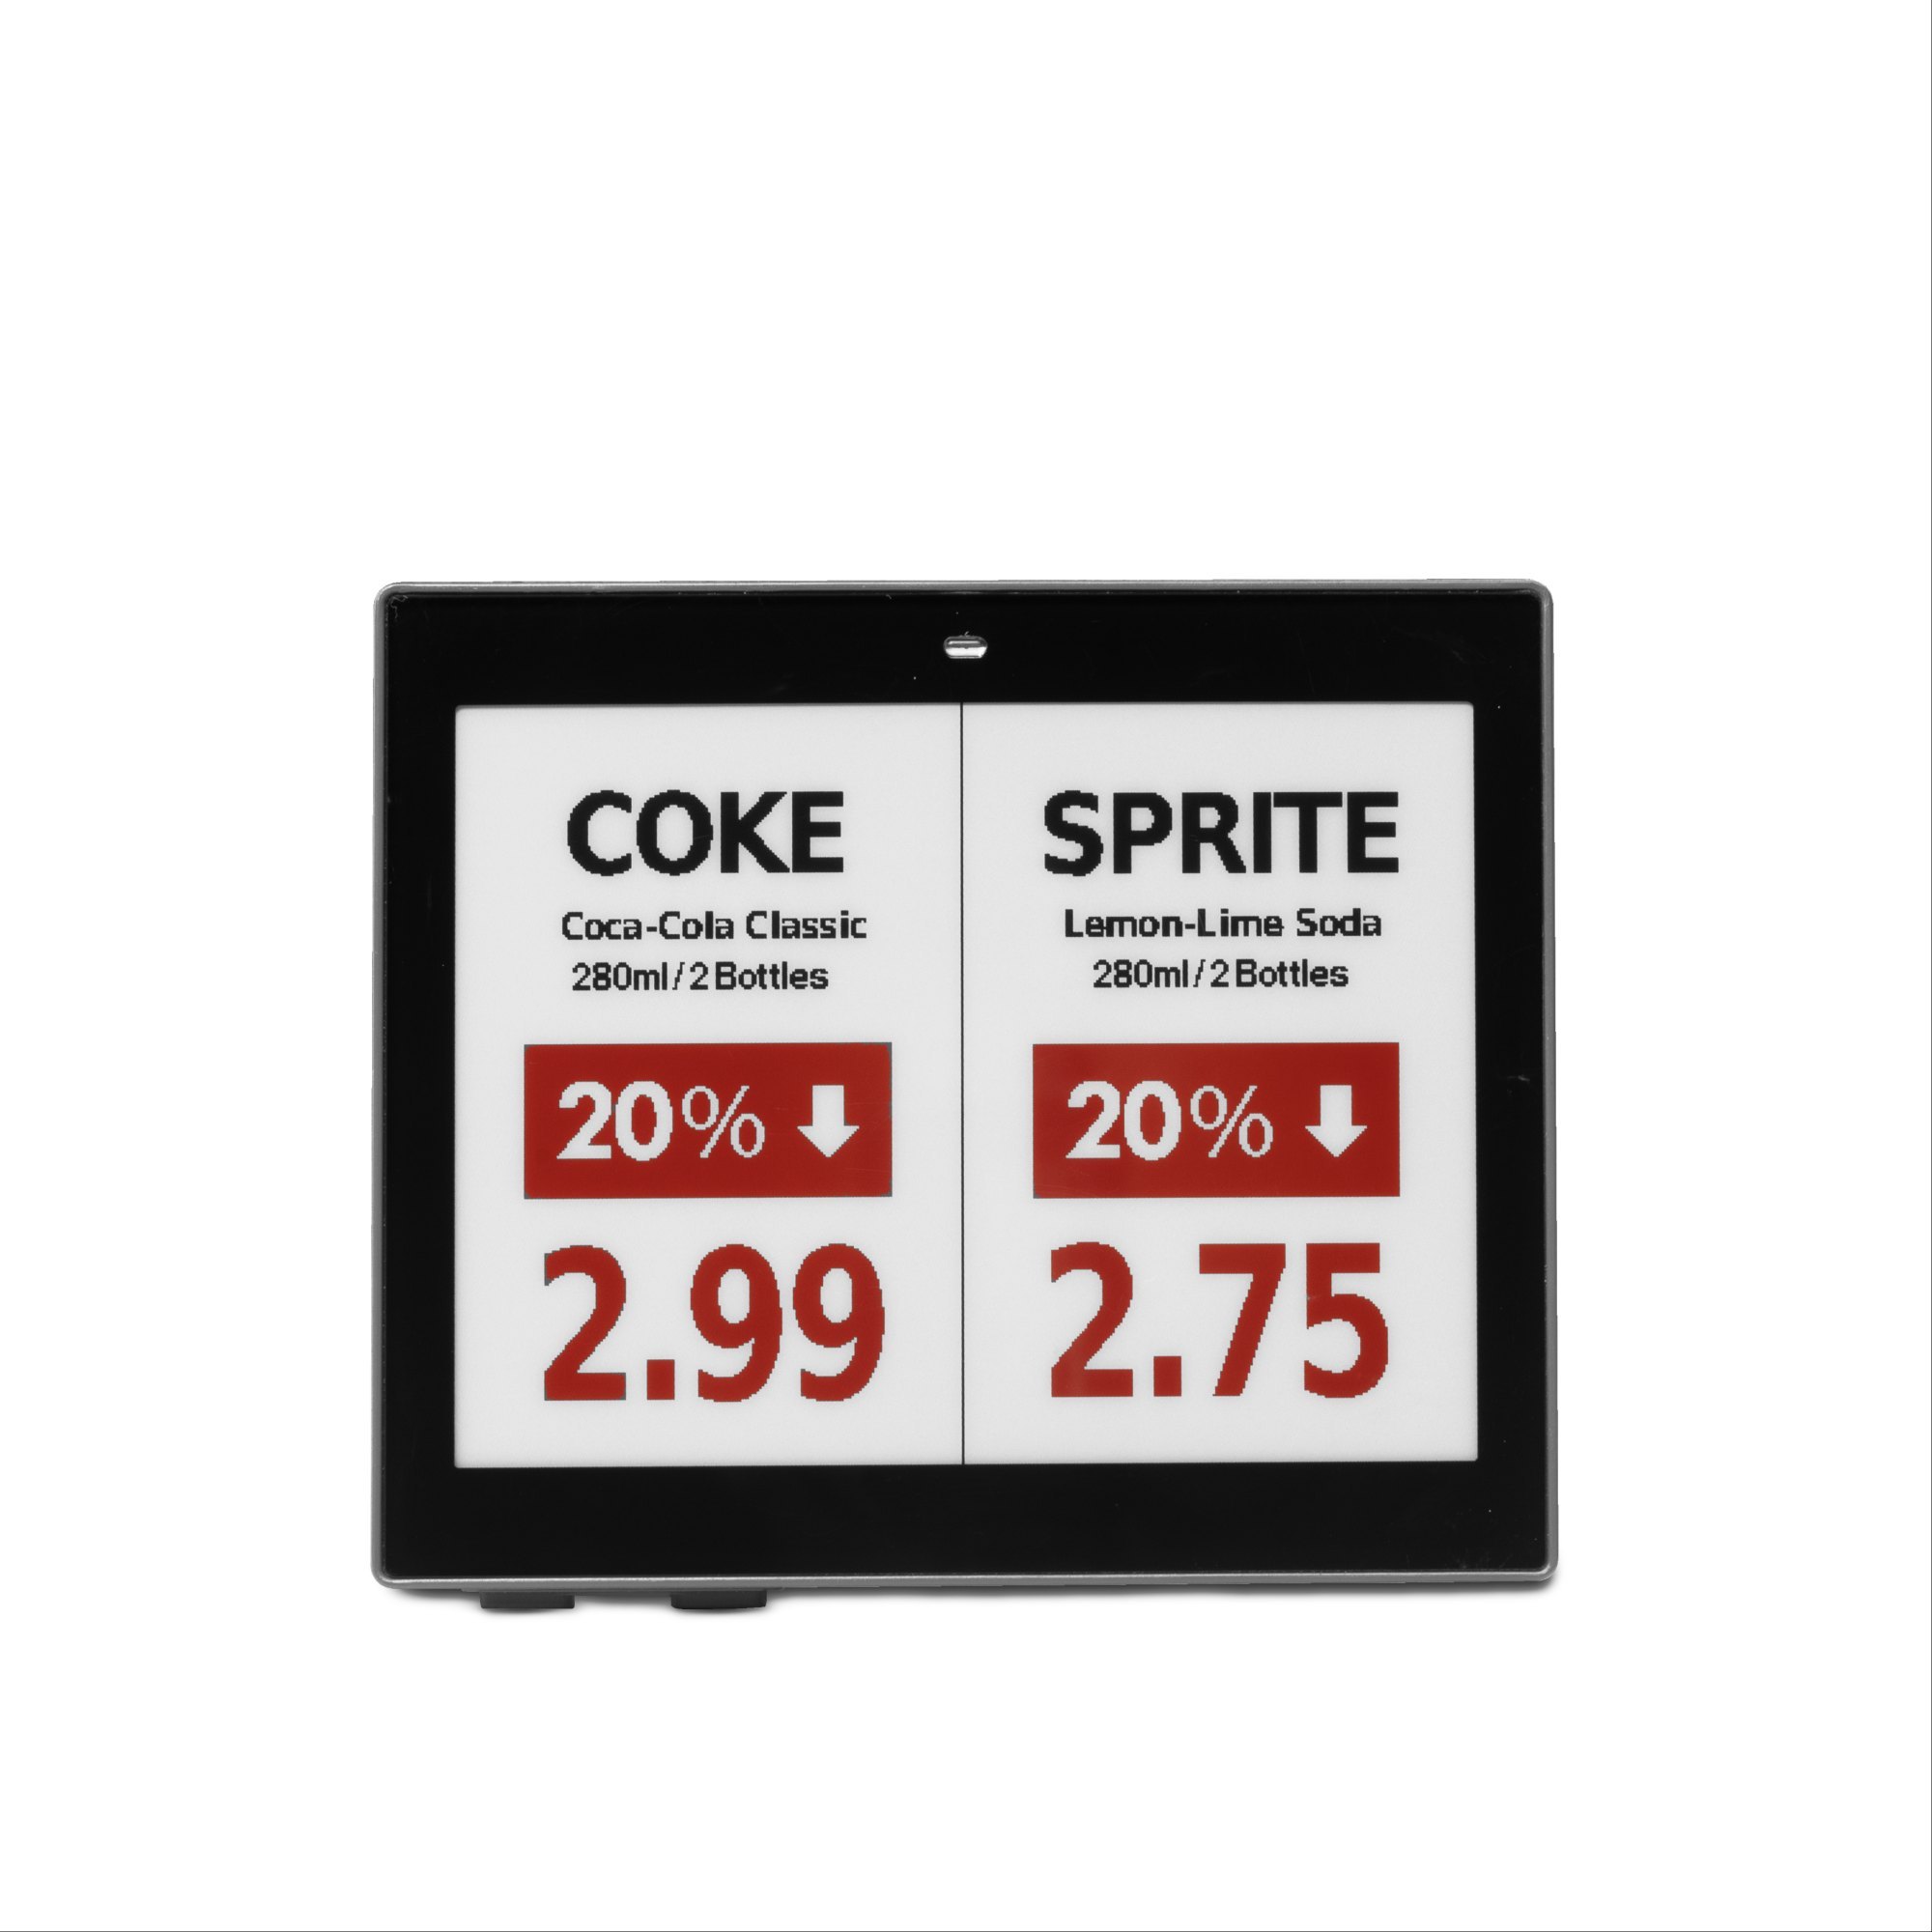 COKE
Coca-Cola Classic
280ml/2 Bottles
20%
2.99
SPRITE
Lemon-Lime Soda
280ml/2 Bottles
20%
2.75